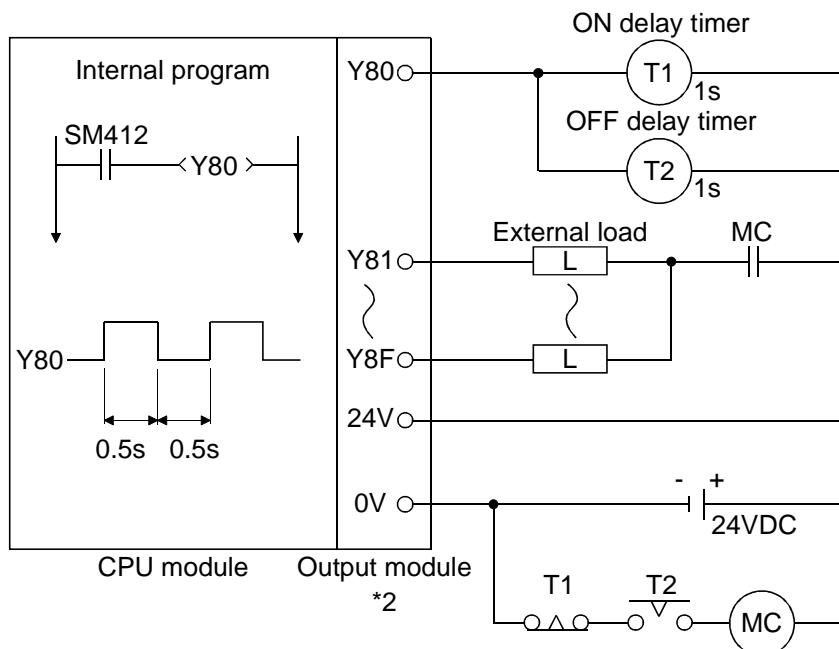 ON delay timer
Internal program
Y80
T1
1s
SM412
OFF delay timer
Y80
T2
1s
External load
MC
Y81
L
Y80
Y8F
L
0.5s
0.5s
24V
0V
- +
24VDC
CPU module
Output module
*2
T1
T2
MC